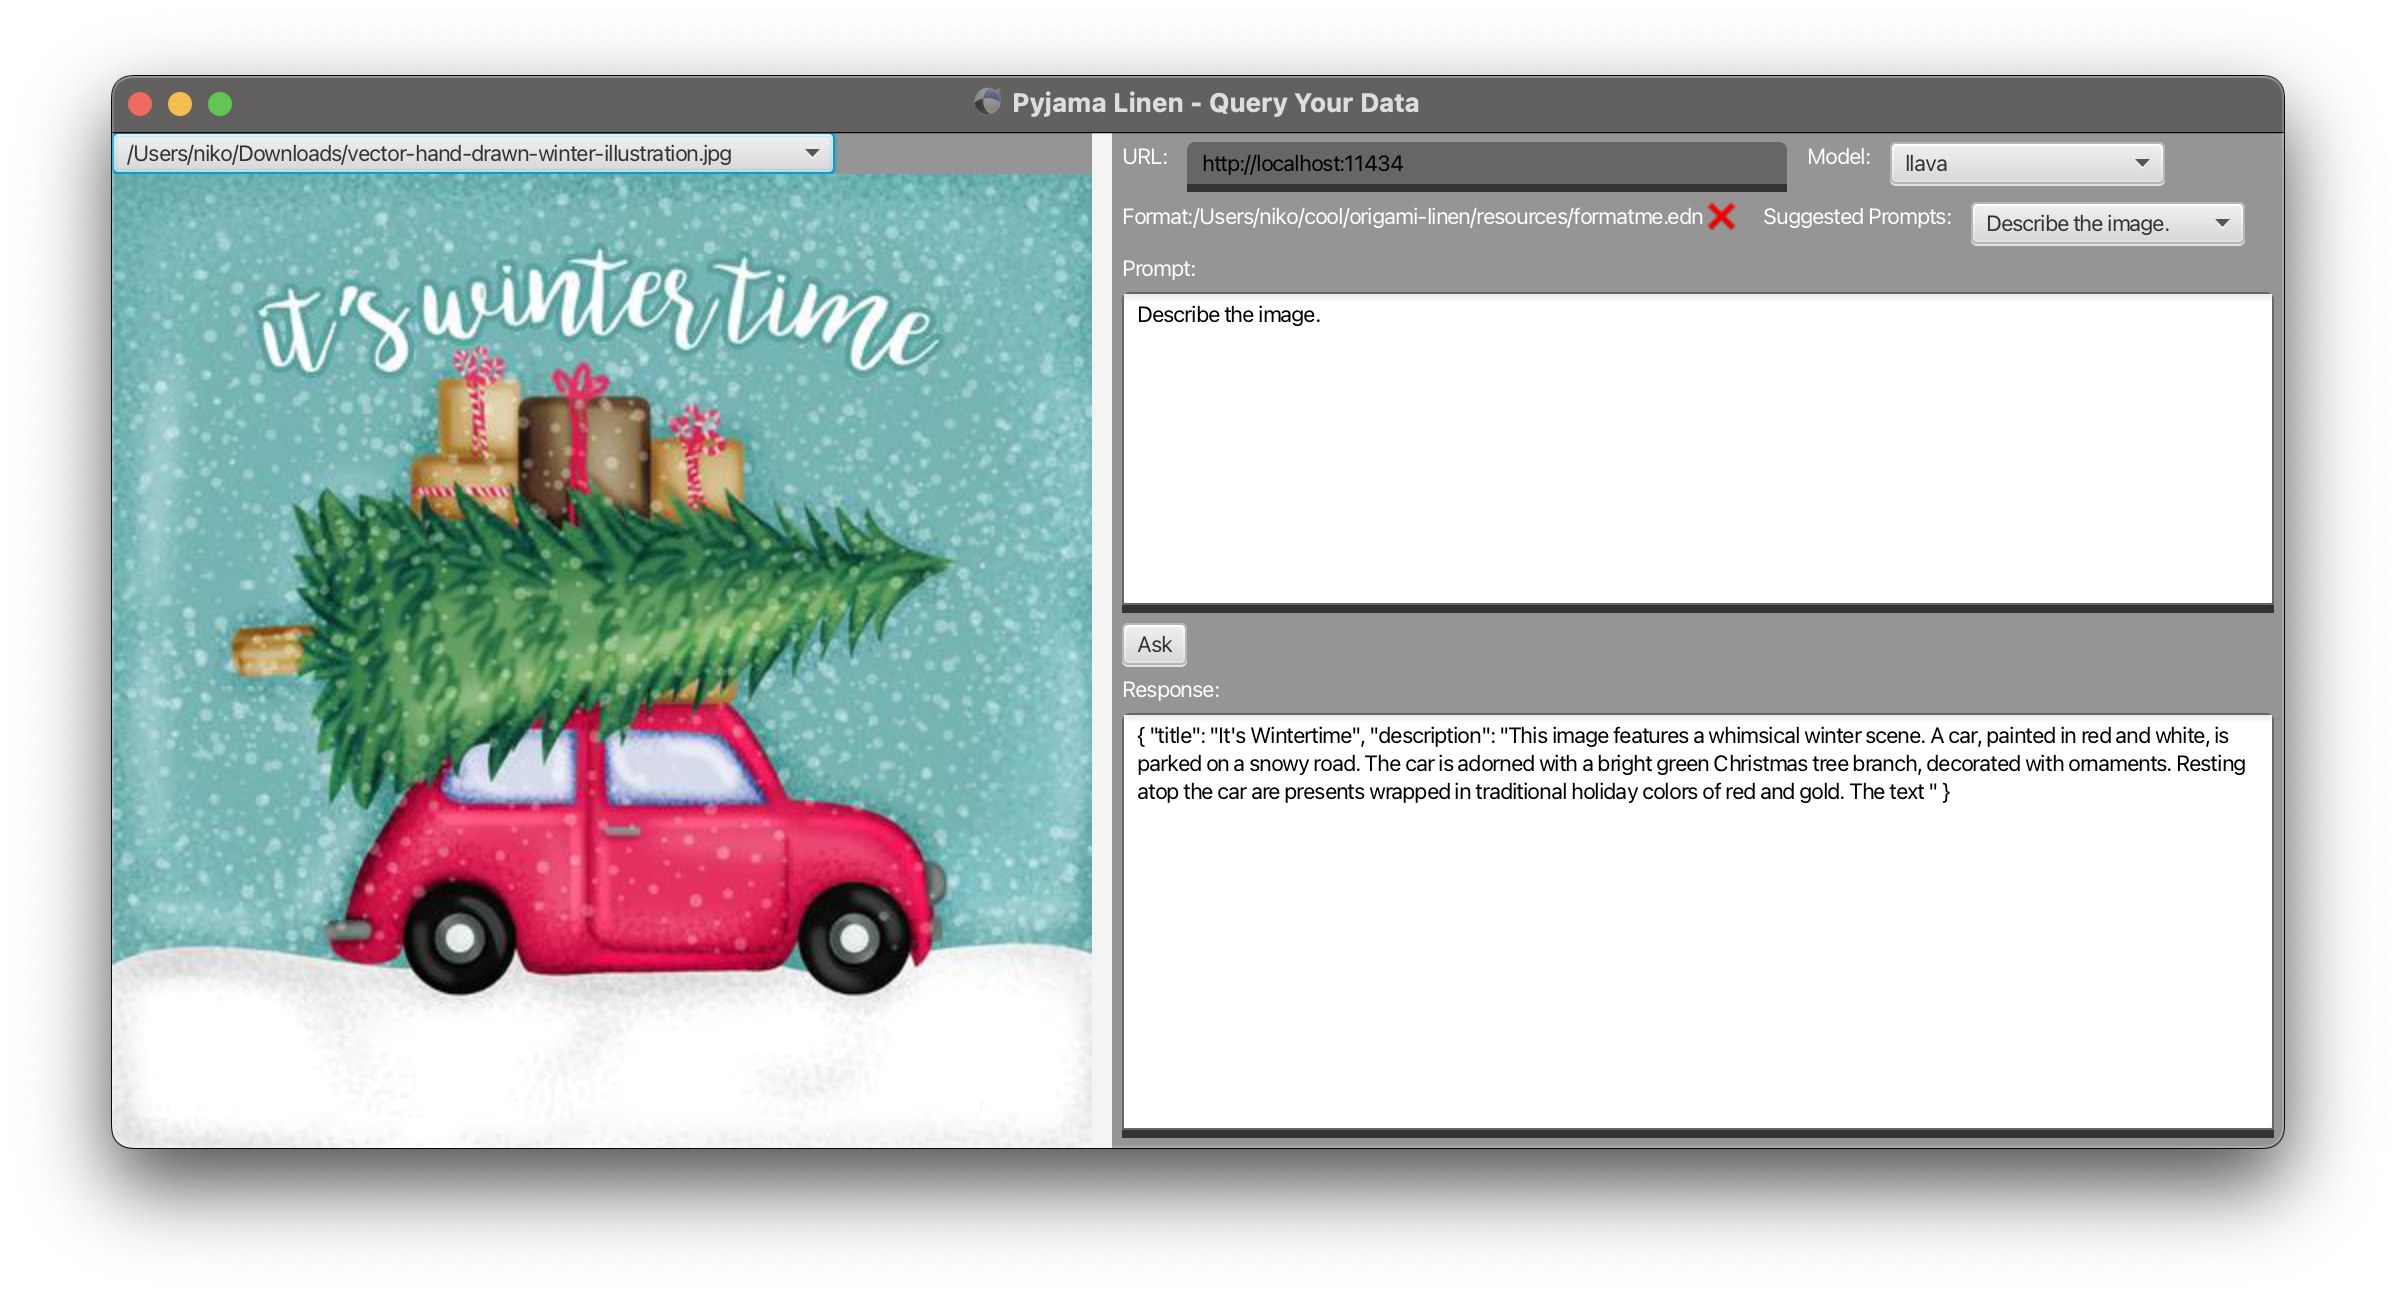 Pyjama Linen - Query Your Data
/Users/niko/Downloads/vector-hand-drawn-winter-illustration.jpg
it's winter time
URL:
http://localhost:11434
Model:
llava
Format:/Users/niko/cool/origami-linen/resources/formatme.edn
Suggested Prompts:
Describe the image.
Prompt:
Describe the image.
Ask
Response:
{ "title": "It's Wintertime", "description": "This image features a whimsical winter scene. A car, painted in red and white, is
parked on a snowy road. The car is adorned with a bright green Christmas tree branch, decorated with ornaments. Resting
atop the car are presents wrapped in traditional holiday colors of red and gold. The text " }